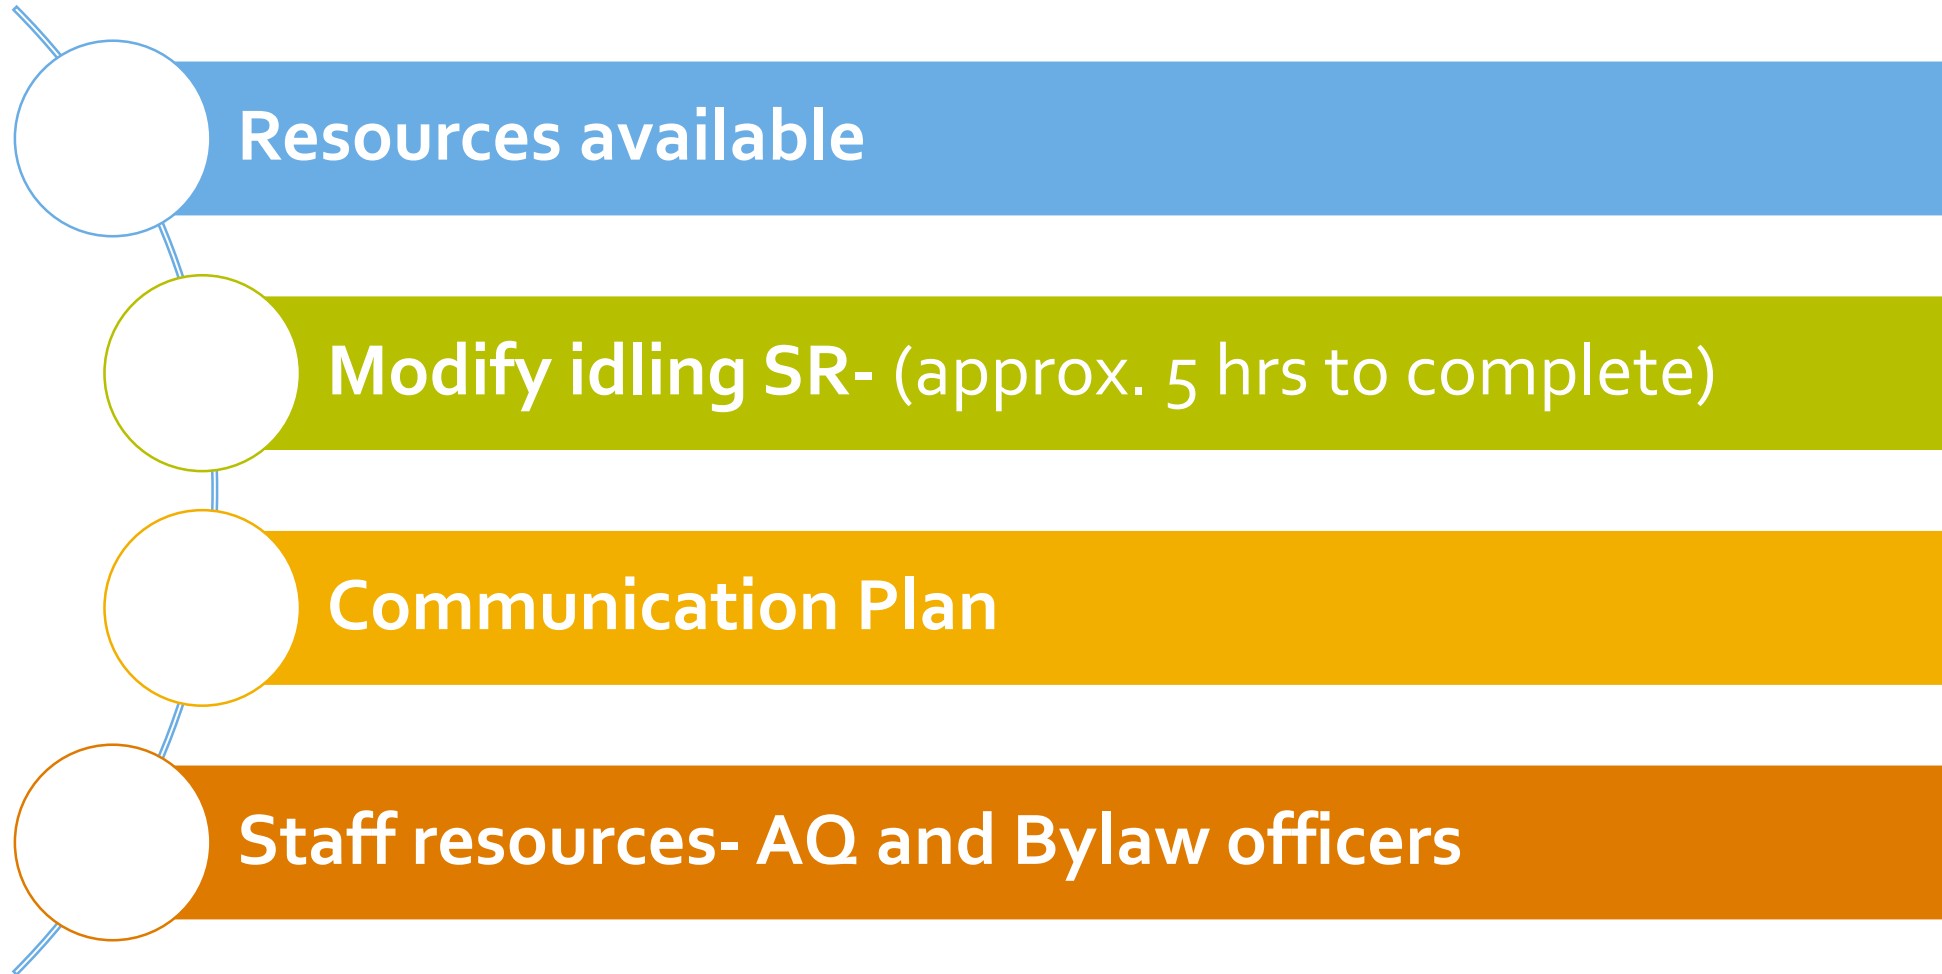 Resources available
Modify idling SR- (approx. 5 hrs to complete)
Communication Plan
Staff resources- AQ and Bylaw officers